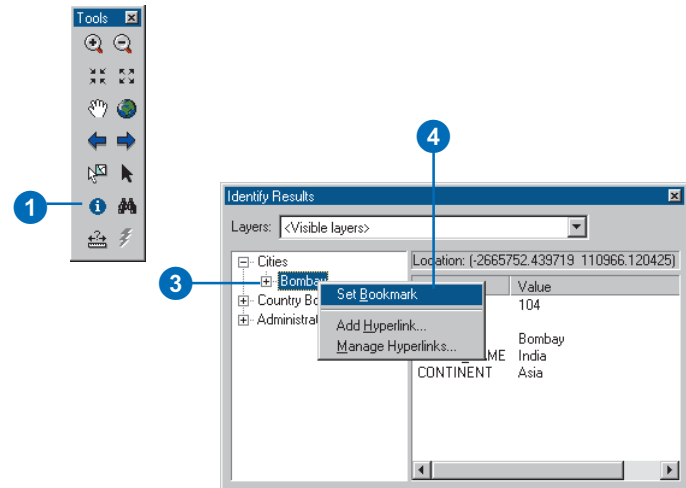 Tools
4
1
Identify Results
Layers: <Visible layers>
Cities
Location: (-2665752.439719 110966.120425)
3
Bombay
Set Bookmark
Value
Country Bo
104
Administrat
Add Hyperlink...
Bombay
Manage Hyperlinks...
AME India
CONTINENT Asia